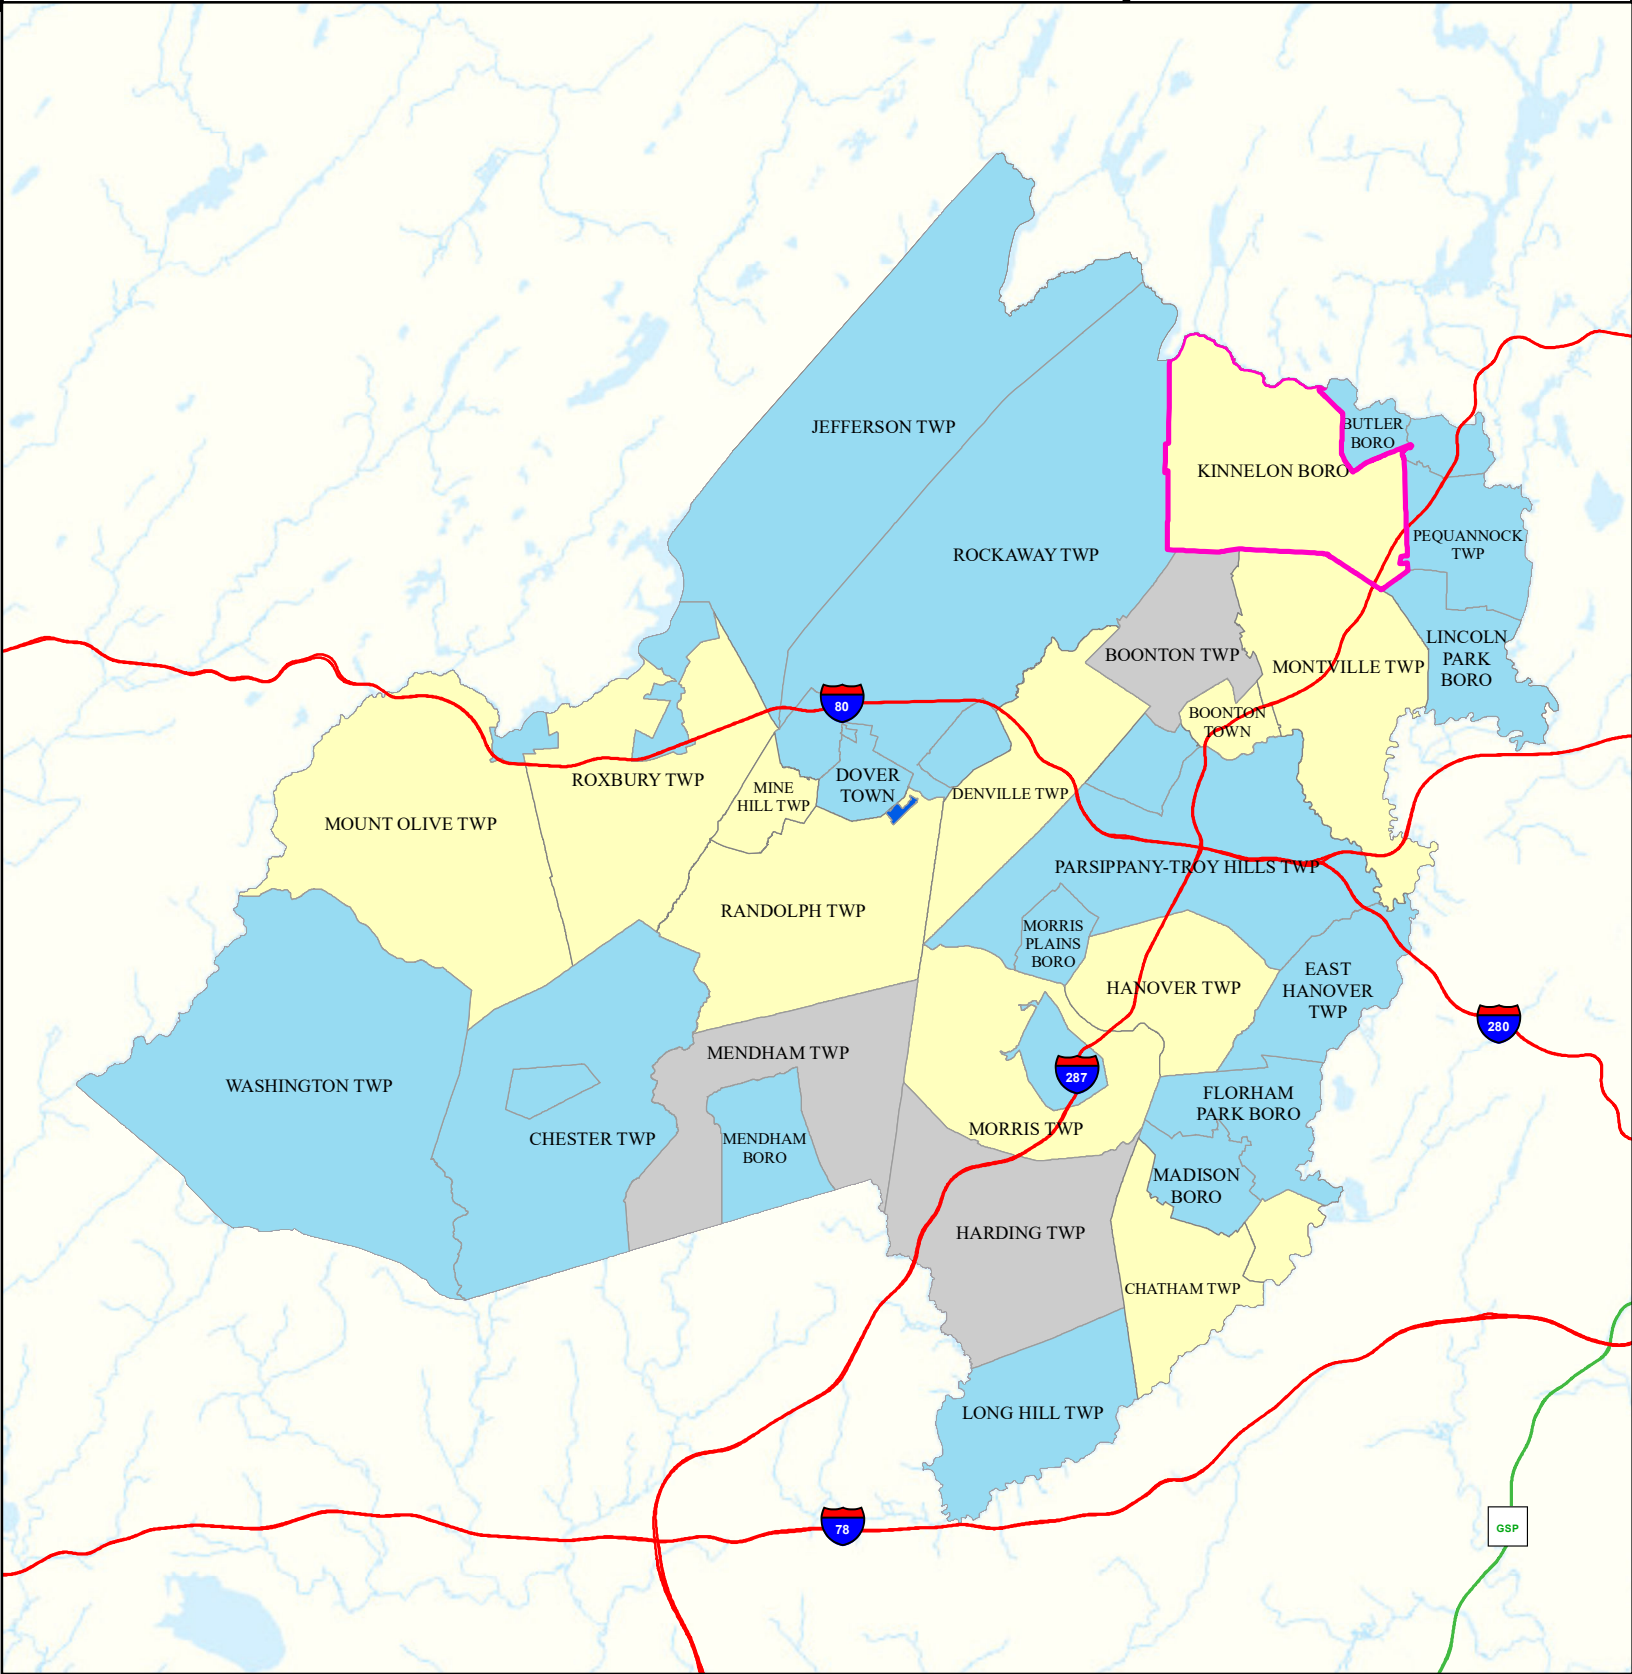 JEFFERSON TWP
BUTLER
BORO
KINNELON BORO
ROCKAWAY TWP
PEQUANNOCK
TWP
BOONTON TWP
MONTVILLE TWP
LINCOLN
PARK
BORO
80
BOONTON
TOWN
ROXBURY TWP
MINE
HILL TWP
DOVER
TOWN
DENVILLE TWP
MOUNT OLIVE TWP
PARSIPPANY-TROY HILLS TWP
RANDOLPH TWP
MORRIS
PLAINS
BORO
HANOVER TWP
EAST
HANOVER
TWP
280
MENDHAM TWP
287
WASHINGTON TWP
FLORHAM
PARK BORO
CHESTER TWP
MENDHAM
BORO
MORRIS TWP
MADISON
BORO
HARDING TWP
CHATHAM TWP
LONG HILL TWP
78
GSP